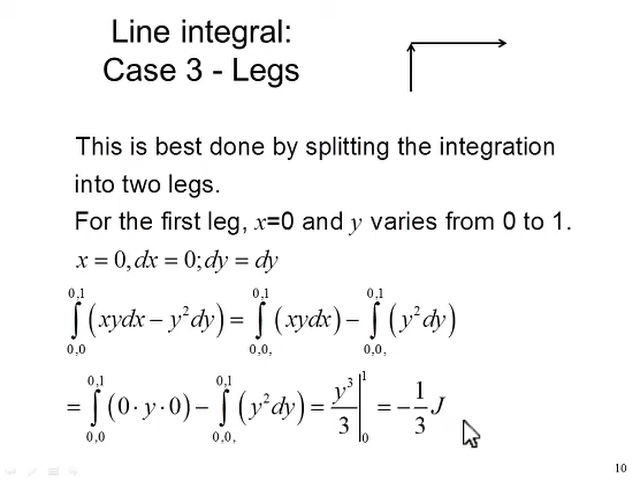 Line integral:
Case 3 - Legs
This is best done by splitting the integration
into two legs.
For the first leg, x=0 and y varies from 0 to 1.
x = 0, dx = 0; dy = dy
∫_{0,0}^{0,1} (xydx − y²dy) = ∫_{0,0,}^{0,1} (xydx) − ∫_{0,0,}^{0,1} (y²dy)
= ∫_{0,0}^{0,1} (0 · y · 0) − ∫_{0,0,}^{0,1} (y²dy) = y³/3 |_0^1 = −1/3 J
10